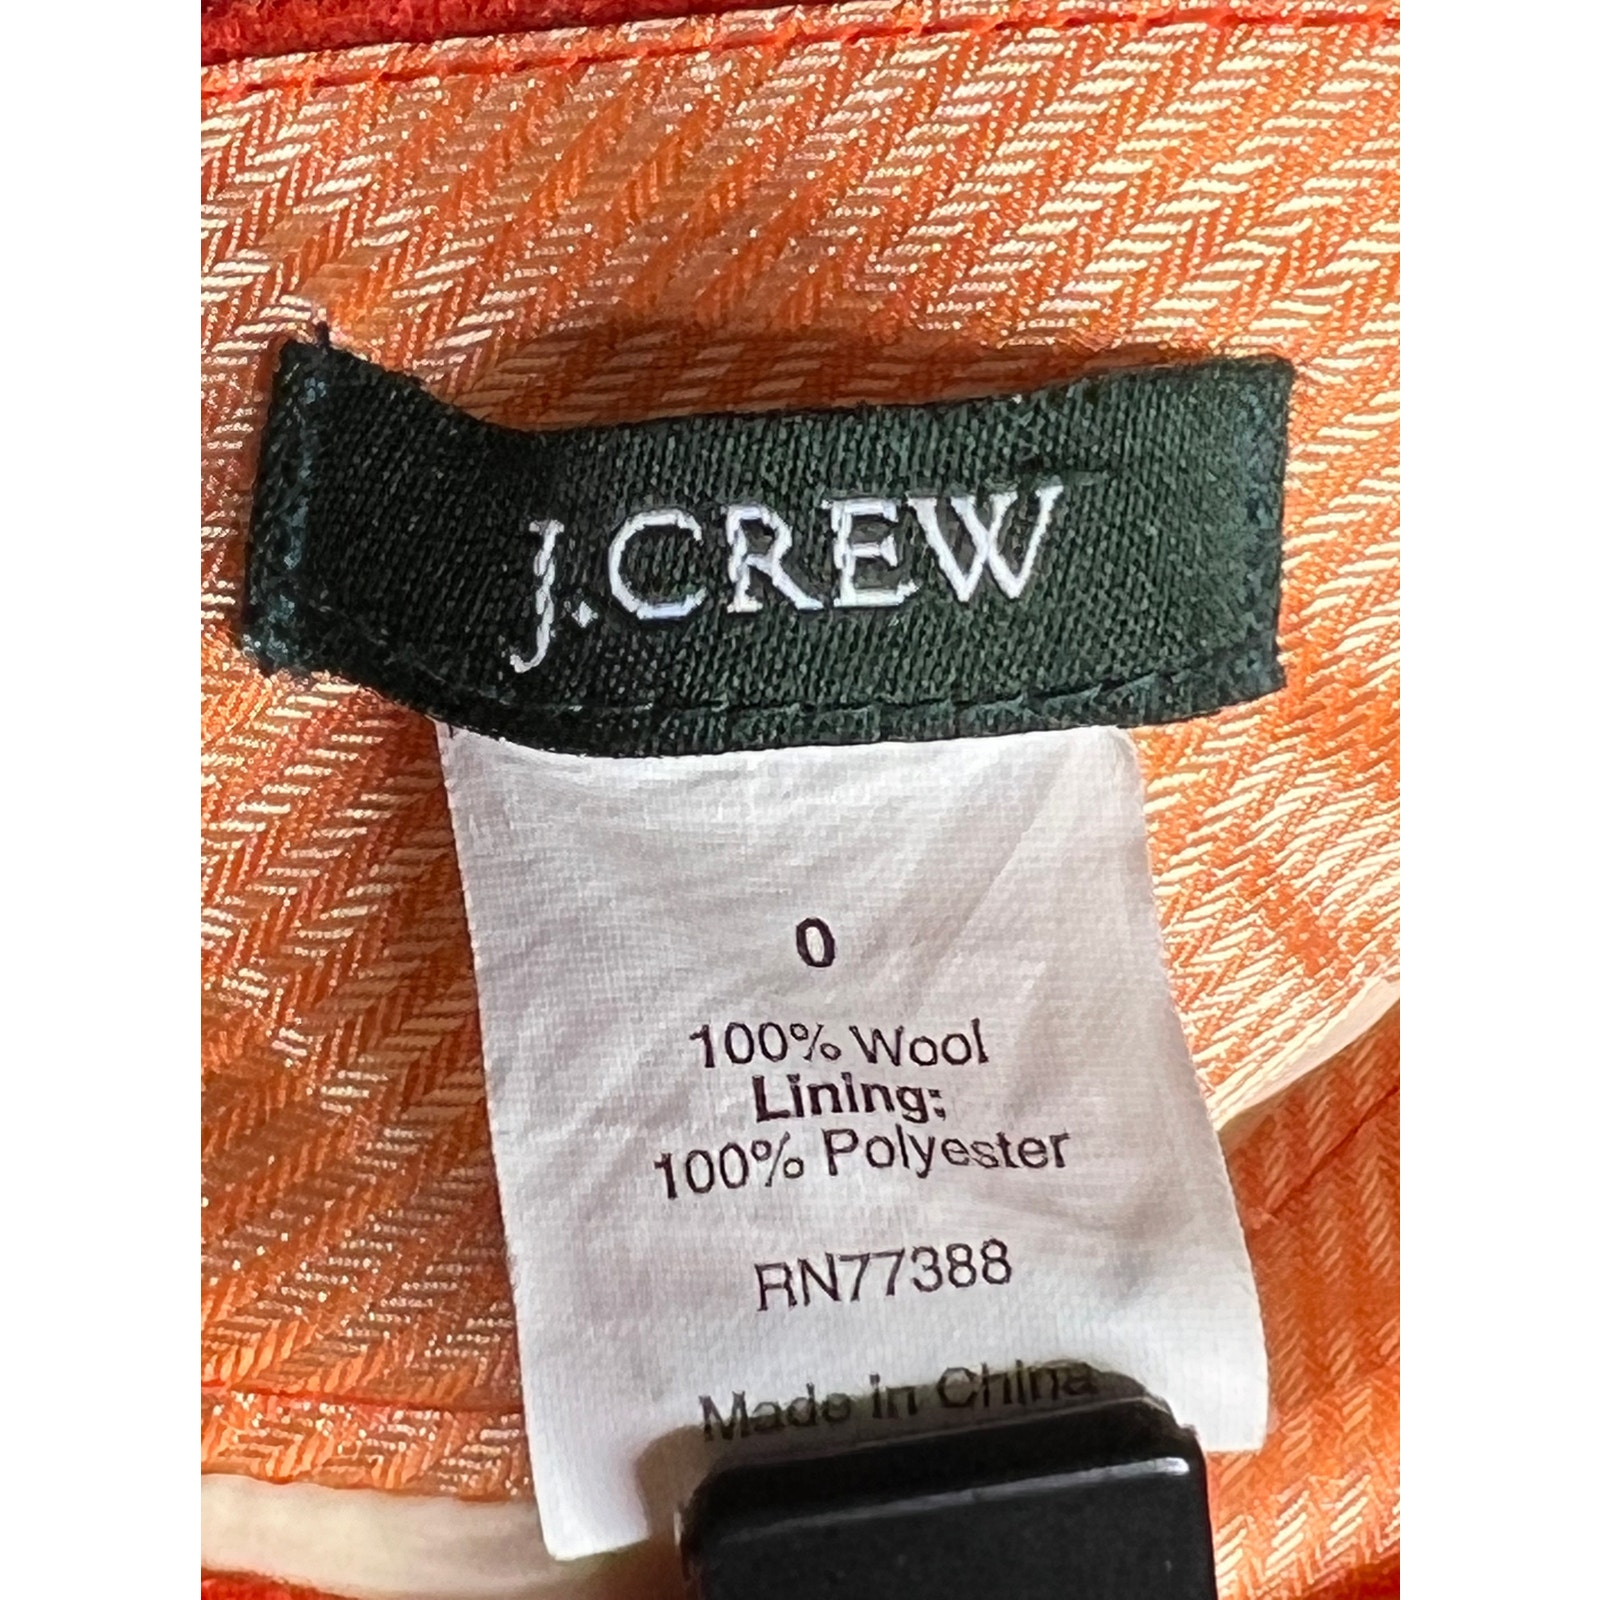 J.CREW
0
100% Wool
Lining:
100% Polyester
RN77388
Made in China